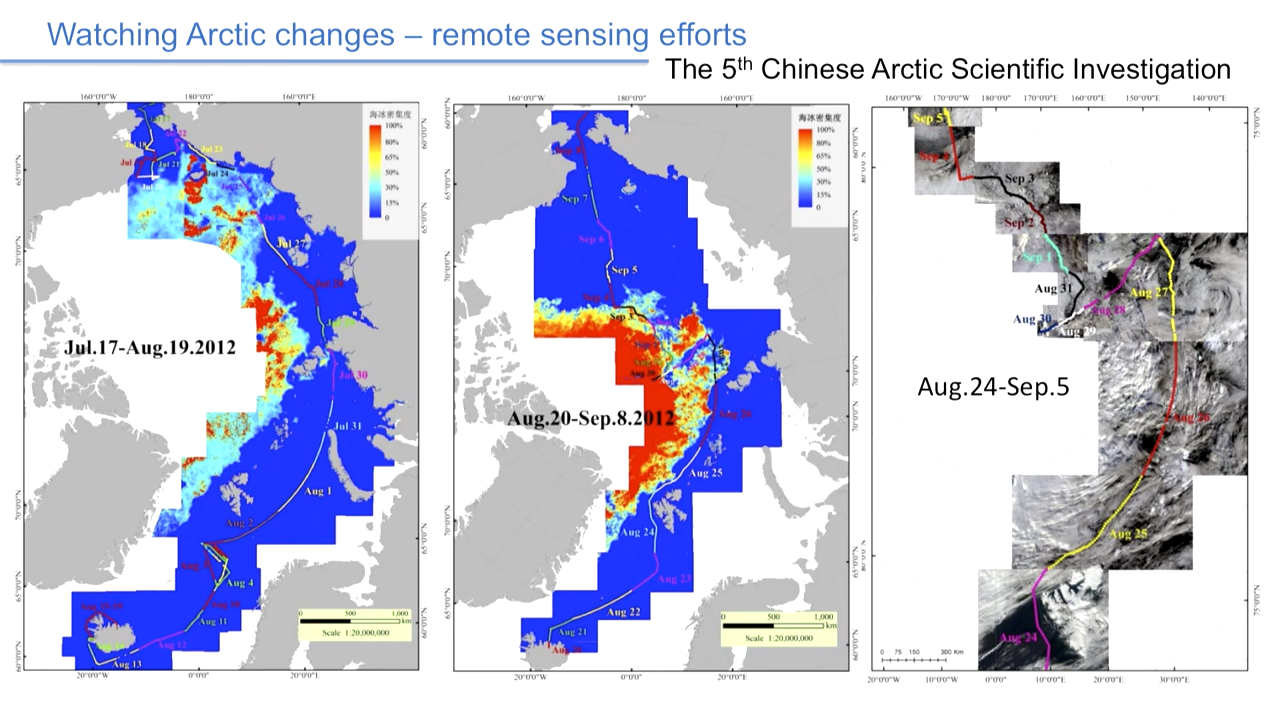 Watching Arctic changes – remote sensing efforts
The 5th Chinese Arctic Scientific Investigation
160°0'0"W 180°0'0" 160°0'0"E
海冰密集度
100%
80%
65%
50%
30%
15%
0
Jul 23
Jul 21
Jul 24
Jul 26
Jul 27
Jul.17-Aug.19.2012
Jul 30
Jul 31
Aug 1
Aug 2
Aug 4
Aug 11
Aug 12
Aug 13
0 500 1,000
km
Scale 1:20,000,000
20°0'0"W 0°0'0" 20°0'0"E
160°0'0"W 180°0'0" 160°0'0"E
海冰密集度
100%
80%
65%
50%
30%
15%
0
Sep 7
Sep 6
Sep 5
Sep 3
Aug.20-Sep.8.2012
Aug 25
Aug 24
Aug 23
Aug 22
Aug 21
0 500 1,000
km
Scale 1:20,000,000
20°0'0"W 0°0'0" 20°0'0"E
160°0'0"W 170°0'0"W 180°0'0" 170°0'0"E 160°0'0"E 150°0'0"E 140°0'0"E
Sep 5
Sep 3
Sep 2
Sep 1
Aug 31
Aug 27
Aug 28
Aug 30
Aug 29
Aug.24-Sep.5
Aug 26
Aug 25
Aug 24
0 75 150 300 Km
20°0'0"W 10°0'0"W 0°0'0" 10°0'0"E 20°0'0"E 30°0'0"E